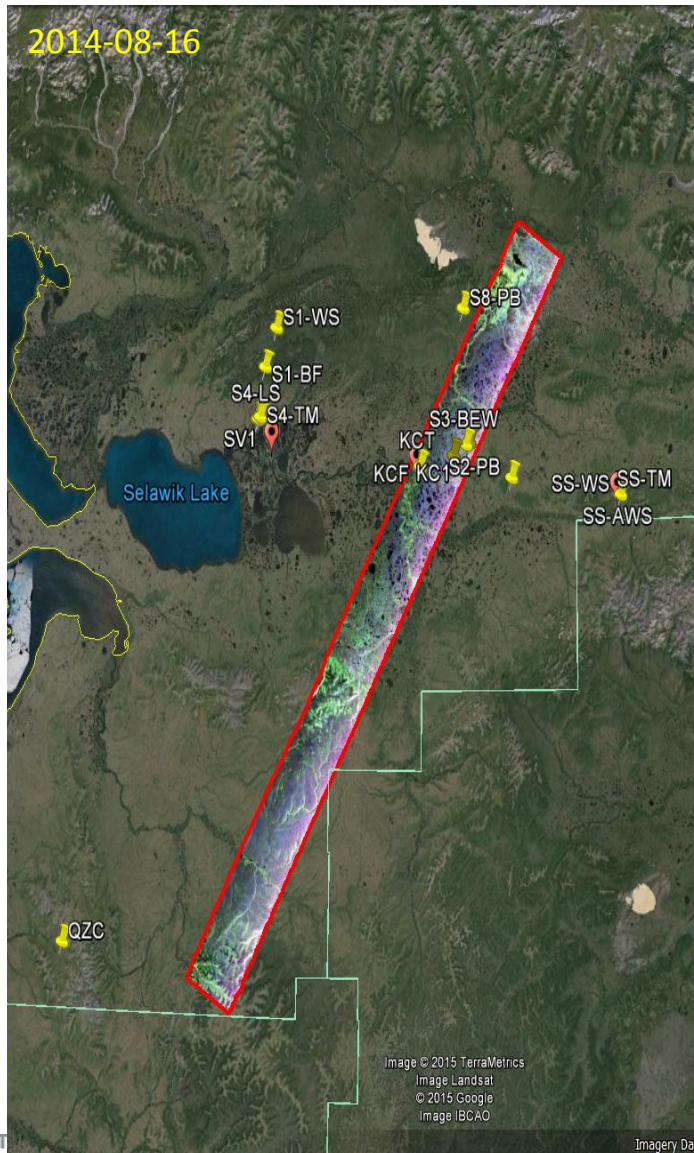 2014-08-16
S8-PB
S1-WS
S1-BF
S4-LS
S4-TM
SV1
S3-BEW
KCT
KCF KC1 S2-PB
Selawik Lake
SS-WS SS-TM
SS-AWS
QZC
Image © 2015 TerraMetrics
Image Landsat
© 2015 Google
Image IBCAO